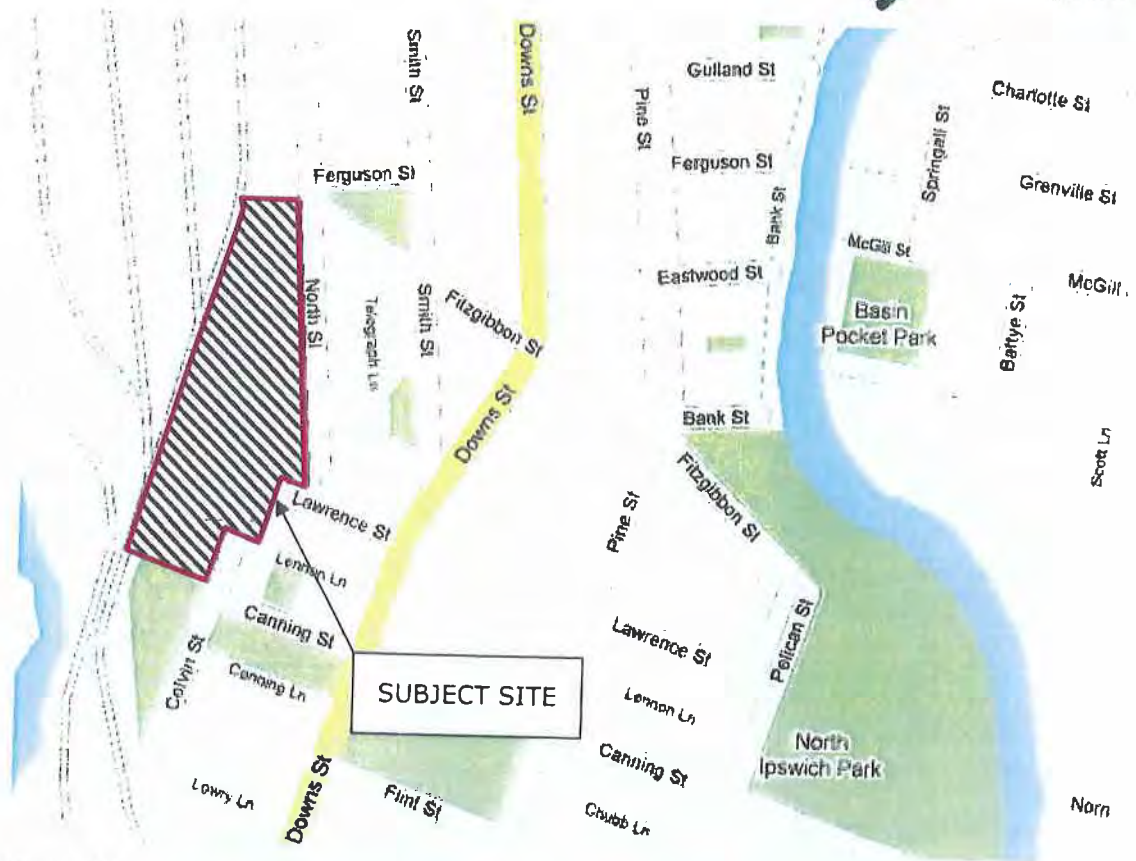 Smith St
Downs St
Pine St
Gulland St
Charlotte St
Springall St
Ferguson St
Ferguson St
Bank St
Grenville St
McGill St
North St
Eastwood St
McGill
Telegraph Ln
Smith St
Fitzgibbon St
Basin
Pocket Park
Battye St
Downs St
Bank St
Scott Ln
Fitzgibbon St
Lawrence St
Pine St
Lennon Ln
Canning St
Lawrence St
Pelican St
Colvin St
Canning Ln
SUBJECT SITE
Lennon Ln
North
Ipswich Park
Canning St
Lowry Ln
Downs St
Flint St
Chubb Ln
Norn